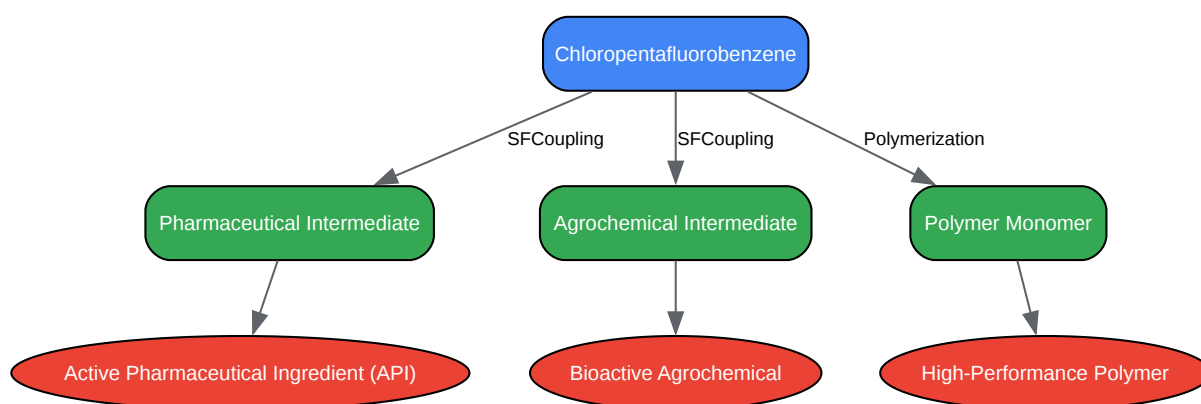 Chloropentafluorobenzene
SFCoupling
SFCoupling
Polymerization
Pharmaceutical Intermediate
Agrochemical Intermediate
Polymer Monomer
Active Pharmaceutical Ingredient (API)
Bioactive Agrochemical
High-Performance Polymer